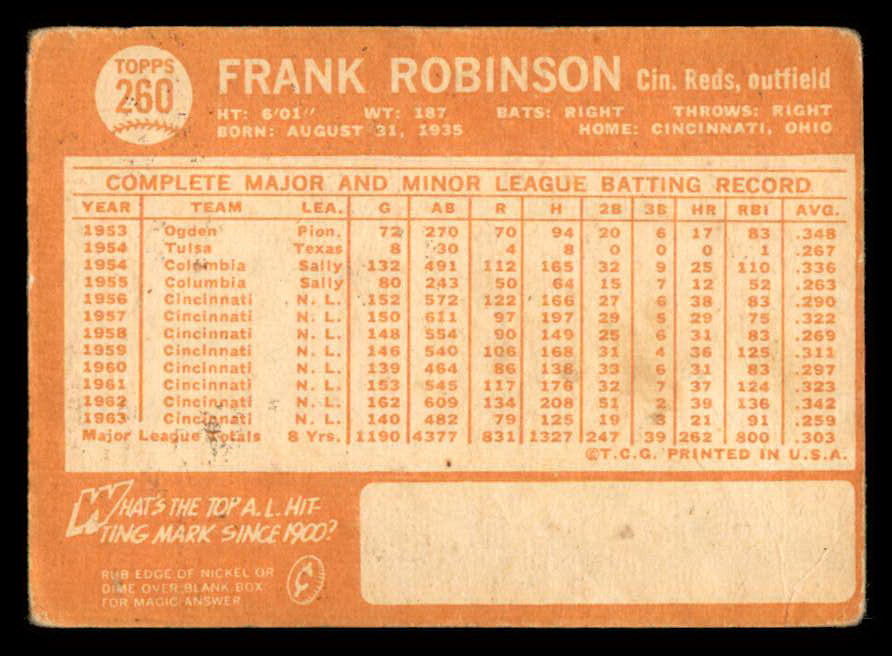 TOPPS
260
FRANK ROBINSON Cin. Reds, outfield
HT: 6'01" WT: 187 BATS: RIGHT THROWS: RIGHT
BORN: AUGUST 31, 1935 HOME: CINCINNATI, OHIO
COMPLETE MAJOR AND MINOR LEAGUE BATTING RECORD
YEAR TEAM LEA. G AB R H 2B 3B HR RBI AVG.
1953 Ogden Pion. 72 270 70 94 20 6 17 83 .348
1954 Tulsa Texas 8 30 4 8 0 0 0 1 .267
1954 Columbia Sally 132 491 112 165 32 9 25 110 .336
1955 Columbia Sally 80 243 50 64 15 7 12 52 .263
1956 Cincinnati N. L. 152 572 122 166 27 6 38 83 .290
1957 Cincinnati N. L. 150 611 97 197 29 5 29 75 .322
1958 Cincinnati N. L. 148 554 90 149 25 6 31 83 .269
1959 Cincinnati N. L. 146 540 106 168 31 4 36 125 .311
1960 Cincinnati N. L. 139 464 86 138 33 6 31 83 .297
1961 Cincinnati N. L. 153 545 117 176 32 7 37 124 .323
1962 Cincinnati N. L. 162 609 134 208 51 2 39 136 .342
1963 Cincinnati N. L. 140 482 79 125 19 3 21 91 .259
Major League Totals 8 Yrs. 1190 4377 831 1327 247 39 262 800 .303
©T.C.G. PRINTED IN U.S.A.
WHAT'S THE TOP A.L. HIT-
TING MARK SINCE 1900?
RUB EDGE OF NICKEL OR
DIME OVER BLANK BOX
FOR MAGIC ANSWER